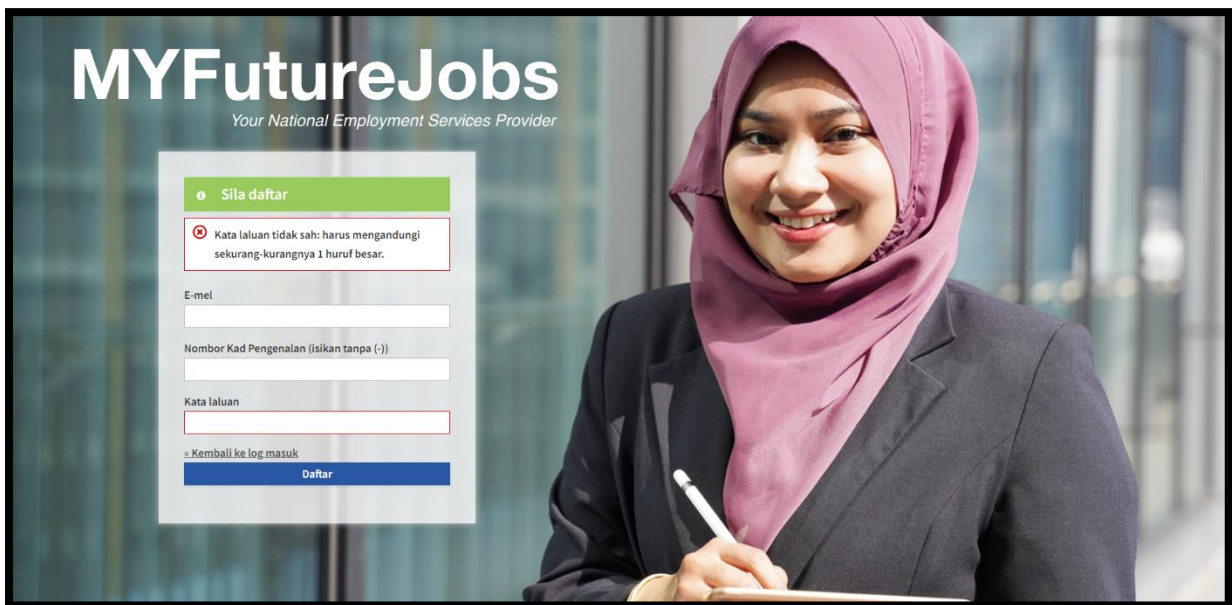 MYFutureJobs
Your National Employment Services Provider
Sila daftar
Kata laluan tidak sah: harus mengandungi
sekurang-kurangnya 1 huruf besar.
E-mel
Nombor Kad Pengenalan (isikan tanpa (-))
Kata laluan
« Kembali ke log masuk
Daftar